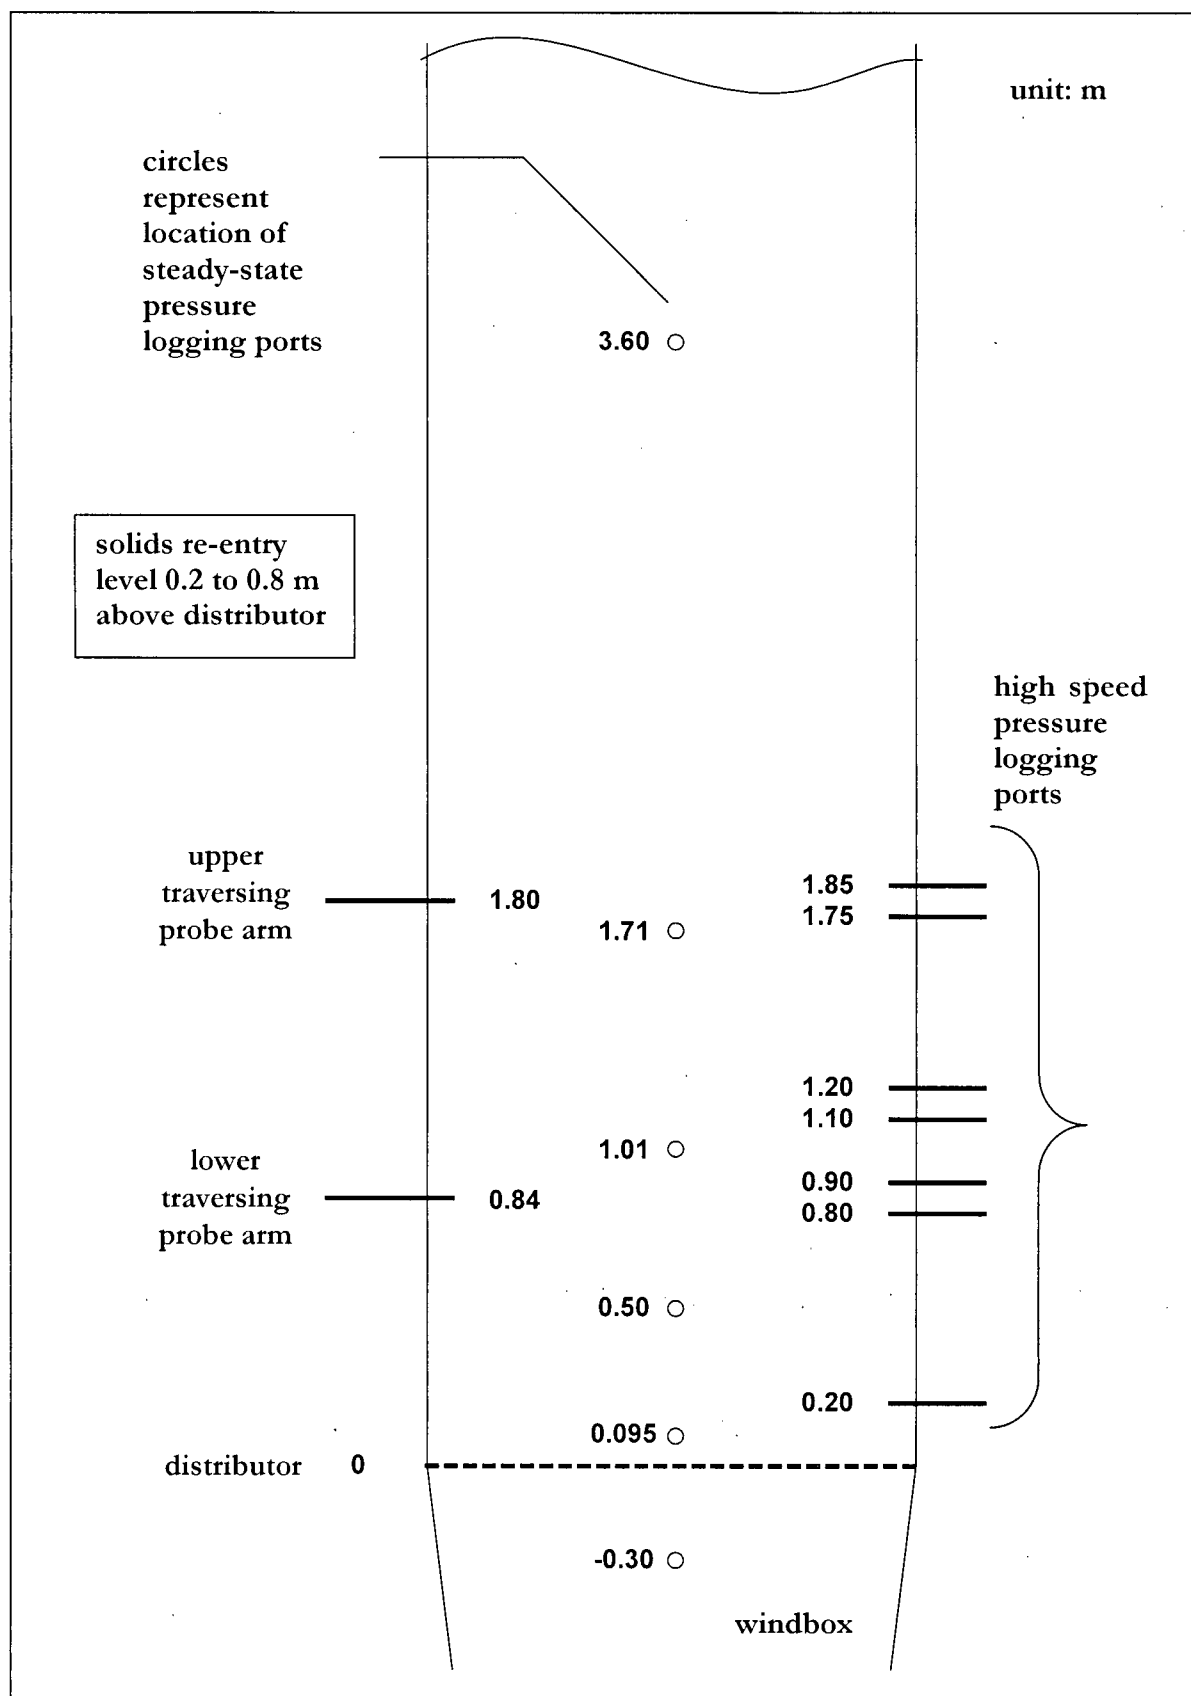 unit: m
circles
represent
location of
steady-state
pressure
logging ports
3.60
solids re-entry
level 0.2 to 0.8 m
above distributor
high speed
pressure
logging
ports
upper
traversing
probe arm
1.80
1.71
1.85
1.75
1.20
1.10
1.01
lower
traversing
probe arm
0.84
0.90
0.80
0.50
0.20
0.095
distributor 0
-0.30
windbox